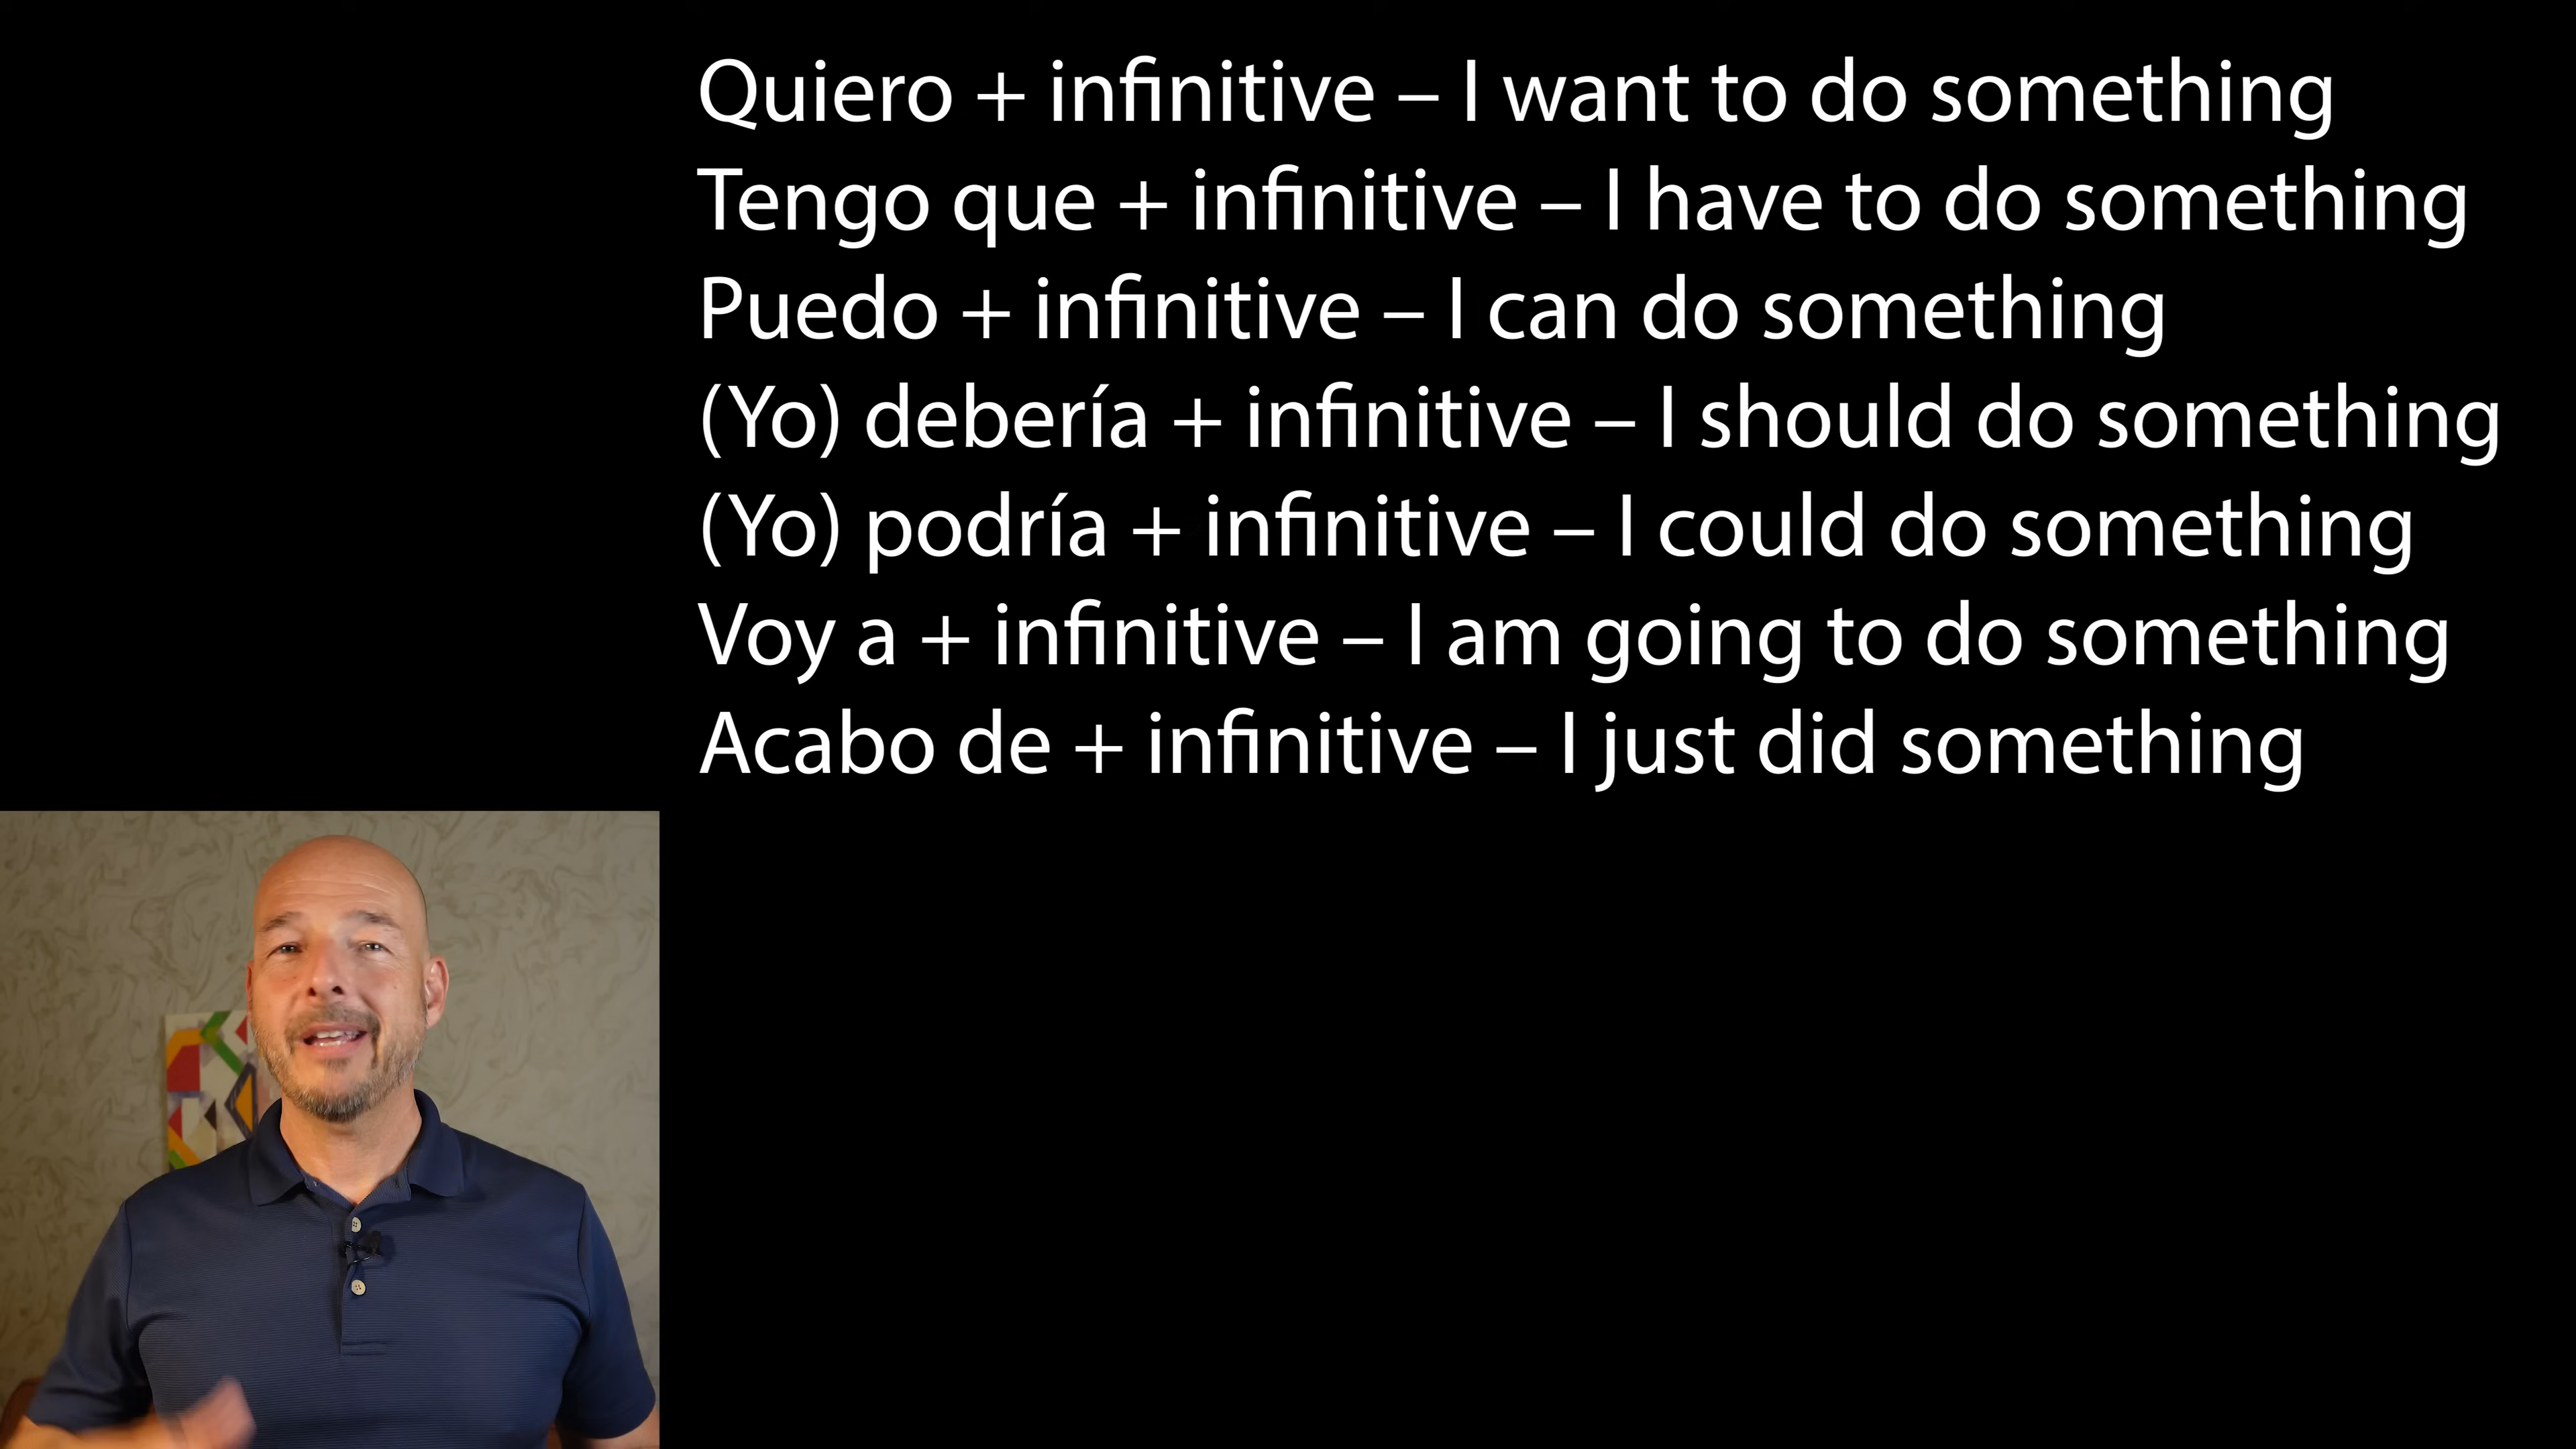 Quiero + infinitive – I want to do something
Tengo que + infinitive – I have to do something
Puedo + infinitive – I can do something
(Yo) debería + infinitive – I should do something
(Yo) podría + infinitive – I could do something
Voy a + infinitive – I am going to do something
Acabo de + infinitive – I just did something